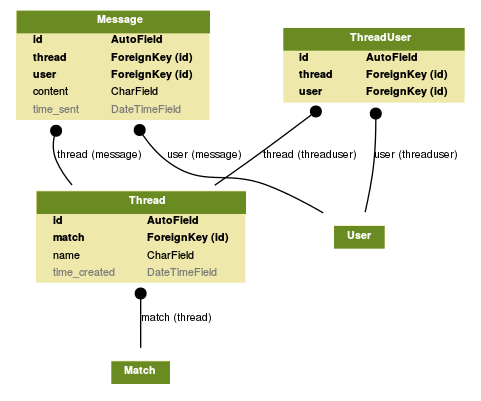 Message
id AutoField
thread ForeignKey (id)
user ForeignKey (id)
content CharField
time_sent DateTimeField
ThreadUser
id AutoField
thread ForeignKey (id)
user ForeignKey (id)
thread (message)
user (message)
thread (threaduser)
user (threaduser)
Thread
id AutoField
match ForeignKey (id)
name CharField
time_created DateTimeField
User
match (thread)
Match